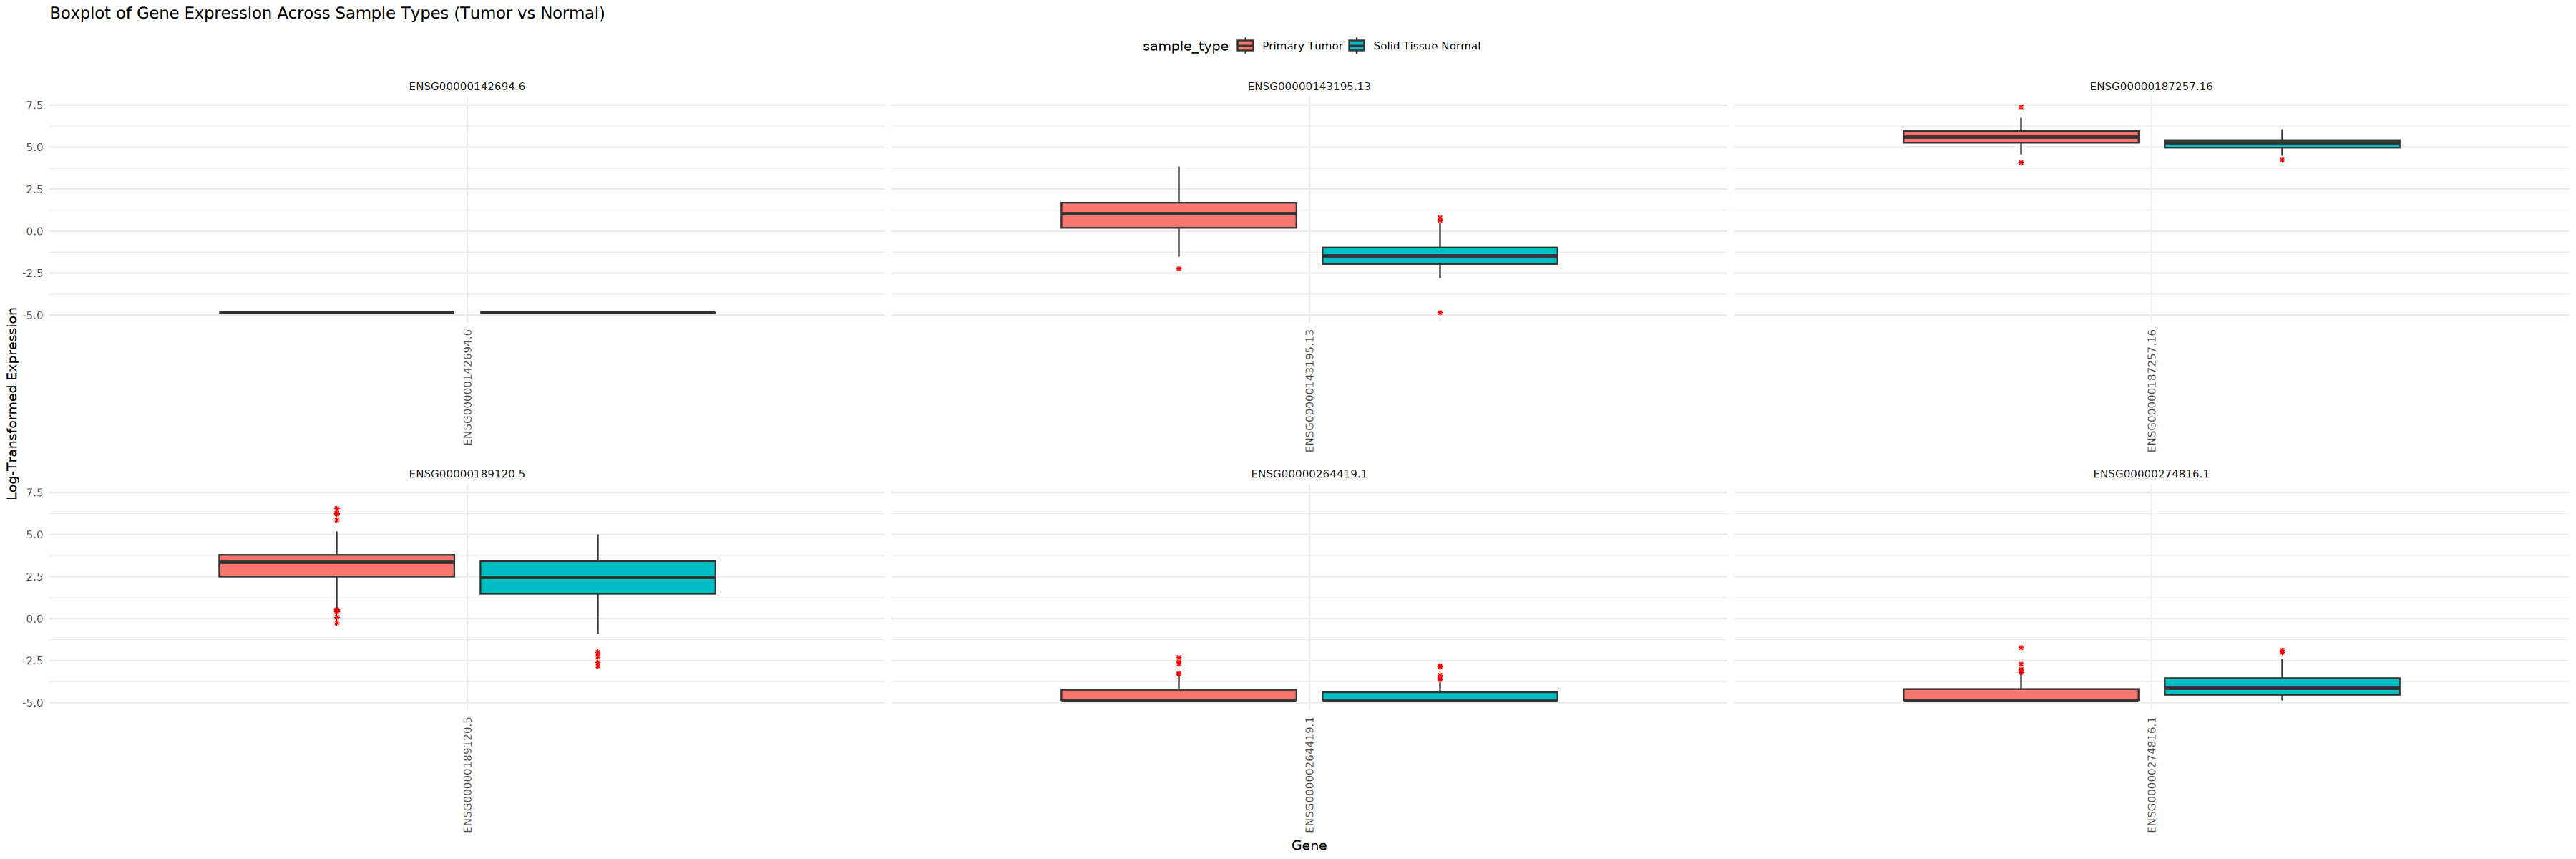 Boxplot of Gene Expression Across Sample Types (Tumor vs Normal)
sample_type Primary Tumor Solid Tissue Normal
ENSG00000142694.6 ENSG00000143195.13 ENSG00000187257.16
7.5
5.0
2.5
0.0
-2.5
-5.0
ENSG00000142694.6
ENSG00000143195.13
ENSG00000187257.16
Log-Transformed Expression
ENSG00000189120.5 ENSG00000264419.1 ENSG00000274816.1
7.5
5.0
2.5
0.0
-2.5
-5.0
ENSG00000189120.5
ENSG00000264419.1
ENSG00000274816.1
Gene